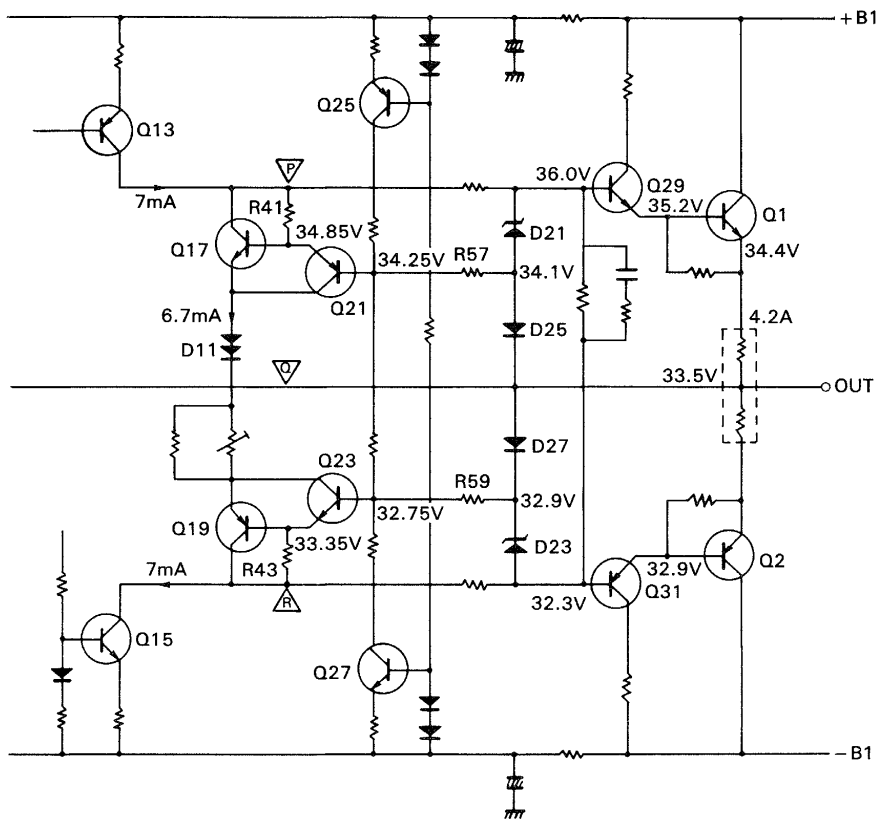 +B1
Q25
Q13
P
36.0V
7mA
Q29
R41
35.2V
Q1
34.85V
D21
Q17
34.25V
R57
34.4V
34.1V
Q21
6.7mA
4.2A
D11
D25
Q
33.5V
OUT
Q23
D27
R59
32.75V
32.9V
Q19
33.35V
D23
Q2
7mA
R43
32.9V
R
32.3V
Q31
Q15
Q27
-B1